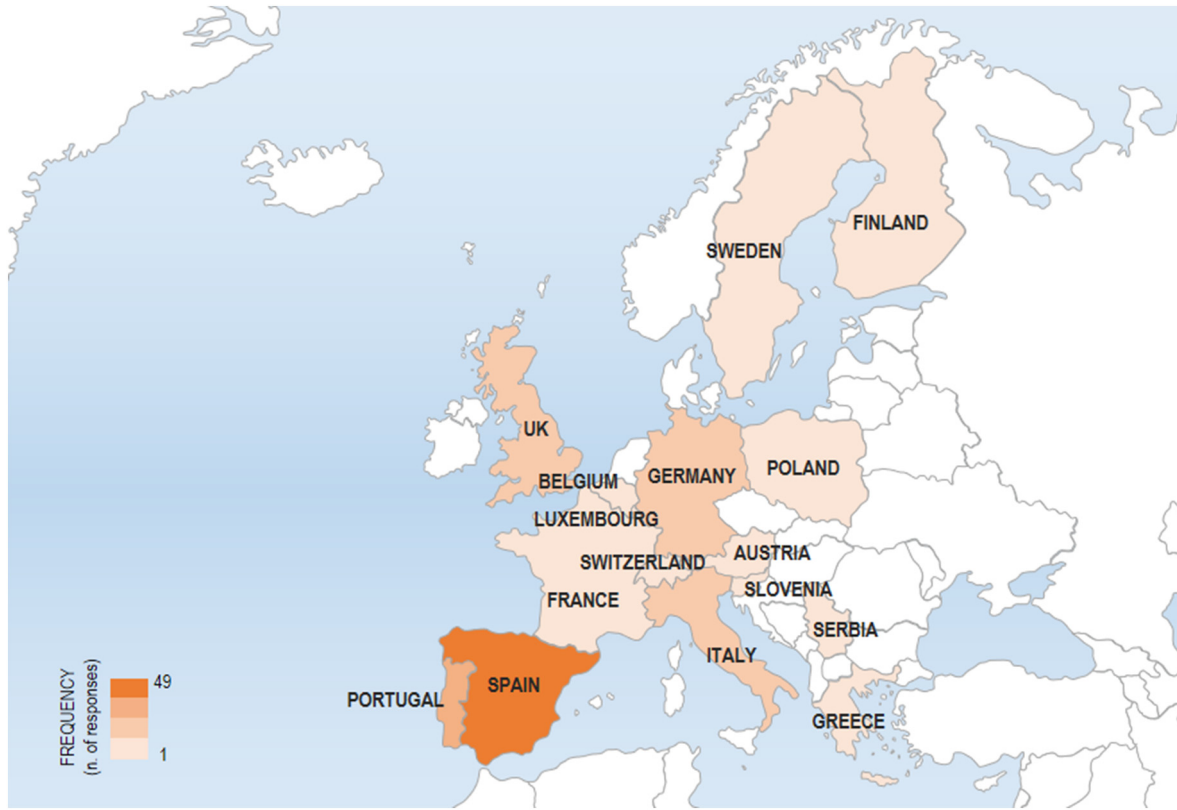 FINLAND
SWEDEN
UK
BELGIUM
GERMANY
POLAND
LUXEMBOURG
SWITZERLAND
AUSTRIA
SLOVENIA
FRANCE
SERBIA
ITALY
SPAIN
PORTUGAL
GREECE
FREQUENCY
(n. of responses)
49
1